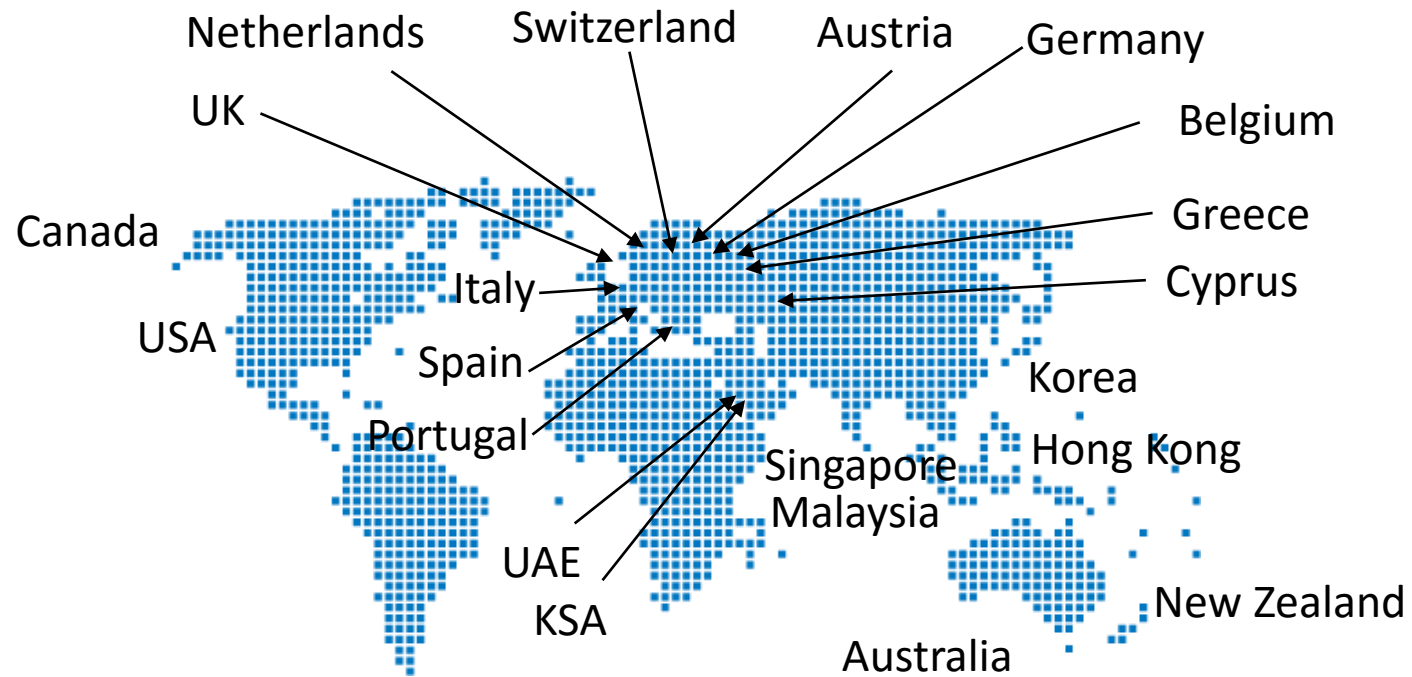 Netherlands
Switzerland
Austria
Germany
UK
Belgium
Canada
Greece
Italy
Cyprus
USA
Spain
Korea
Portugal
Hong Kong
Singapore
Malaysia
UAE
KSA
New Zealand
Australia